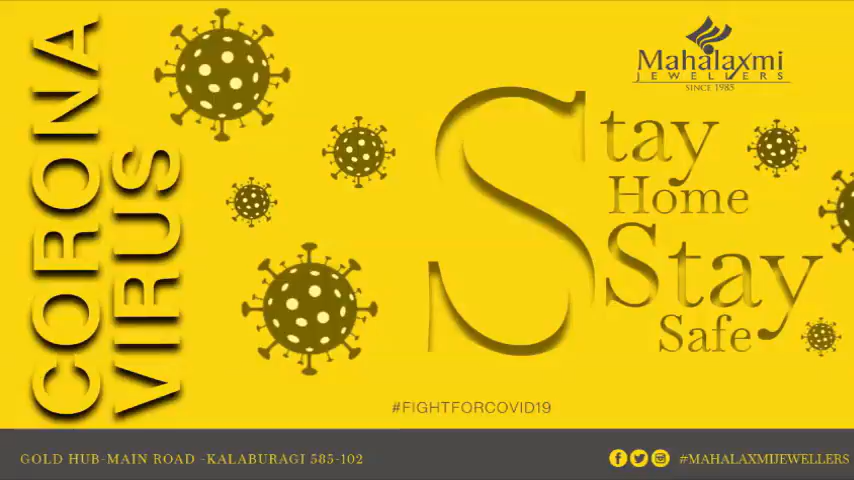 CORONA
VIRUS
Mahalaxmi
JEWELLERS
SINCE 1985
Stay
Home
Stay
Safe
#FIGHTFORCOVID19
GOLD HUB-MAIN ROAD -KALABURAGI 585-102
#MAHALAXMIJEWELLERS